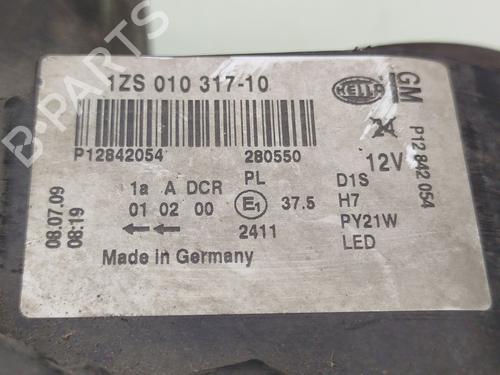 1ZS 010 317-10
HELLA
GM
P12842054
280550
24
12V
P12 842 054
1a A DCR
PL
D1S
01 02 00
E1
37.5
H7
2411
PY21W
LED
Made in Germany
08.07.09
08:19
B-PARTS